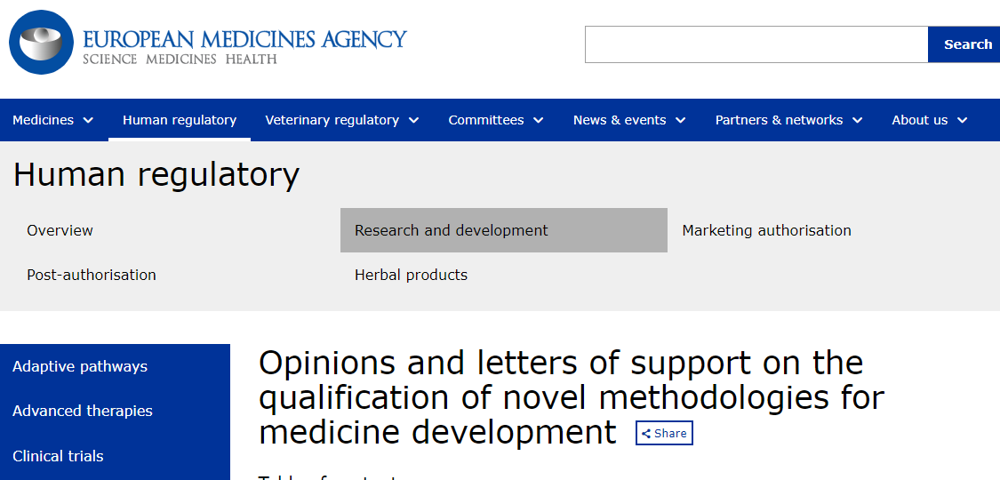 EUROPEAN MEDICINES AGENCY
SCIENCE MEDICINES HEALTH
Search
Medicines
Human regulatory
Veterinary regulatory
Committees
News & events
Partners & networks
About us
Human regulatory
Overview
Research and development
Marketing authorisation
Post-authorisation
Herbal products
Adaptive pathways
Advanced therapies
Clinical trials
Opinions and letters of support on the
qualification of novel methodologies for
medicine development
Share